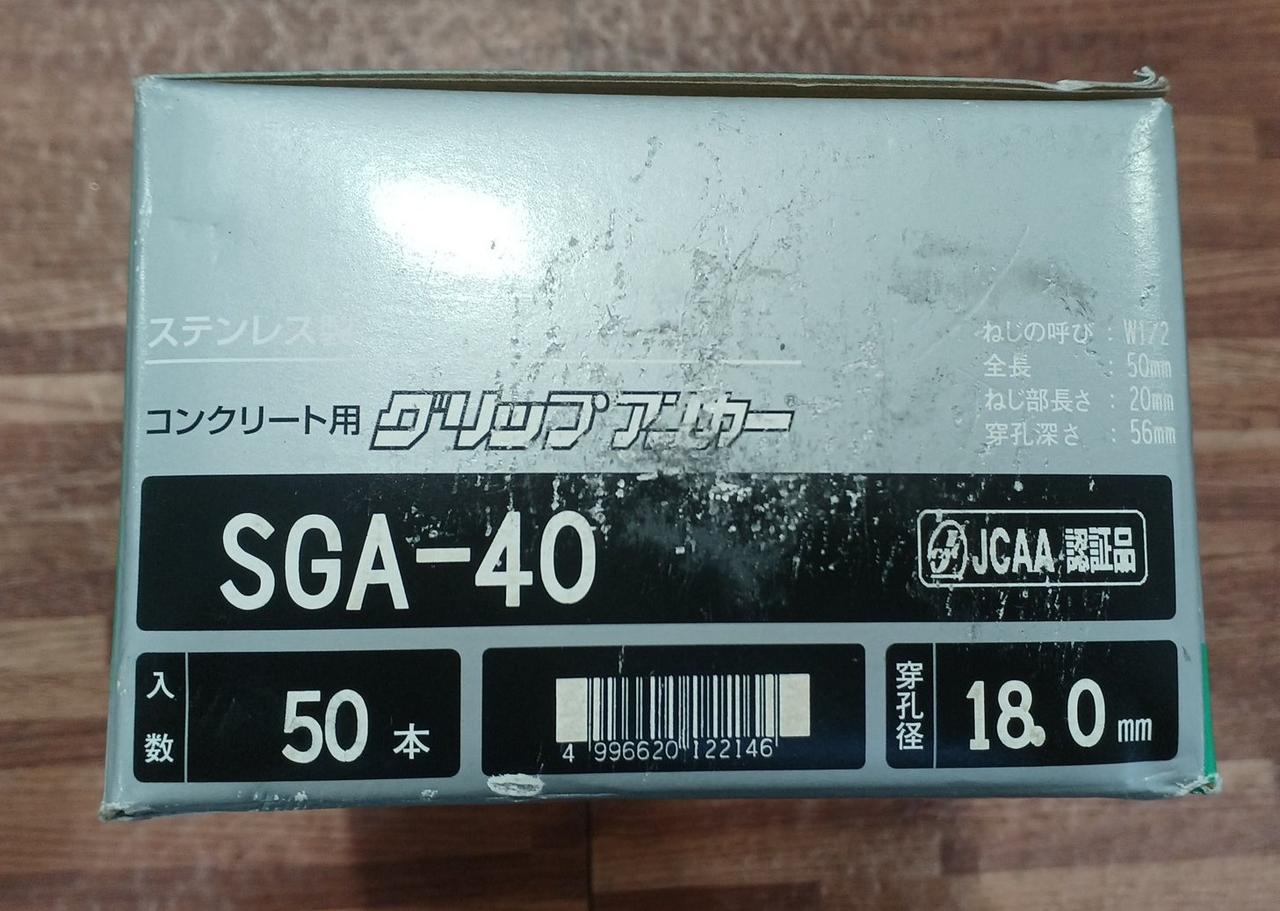 ステンレス製
コンクリート用 グリップアンカー®
ねじの呼び : W1/2
全長 : 50mm
ねじ部長さ : 20mm
穿孔深さ : 56mm
SGA-40
JCAA 認証品
入数 50本
4 996620 122146
穿孔径 18.0mm